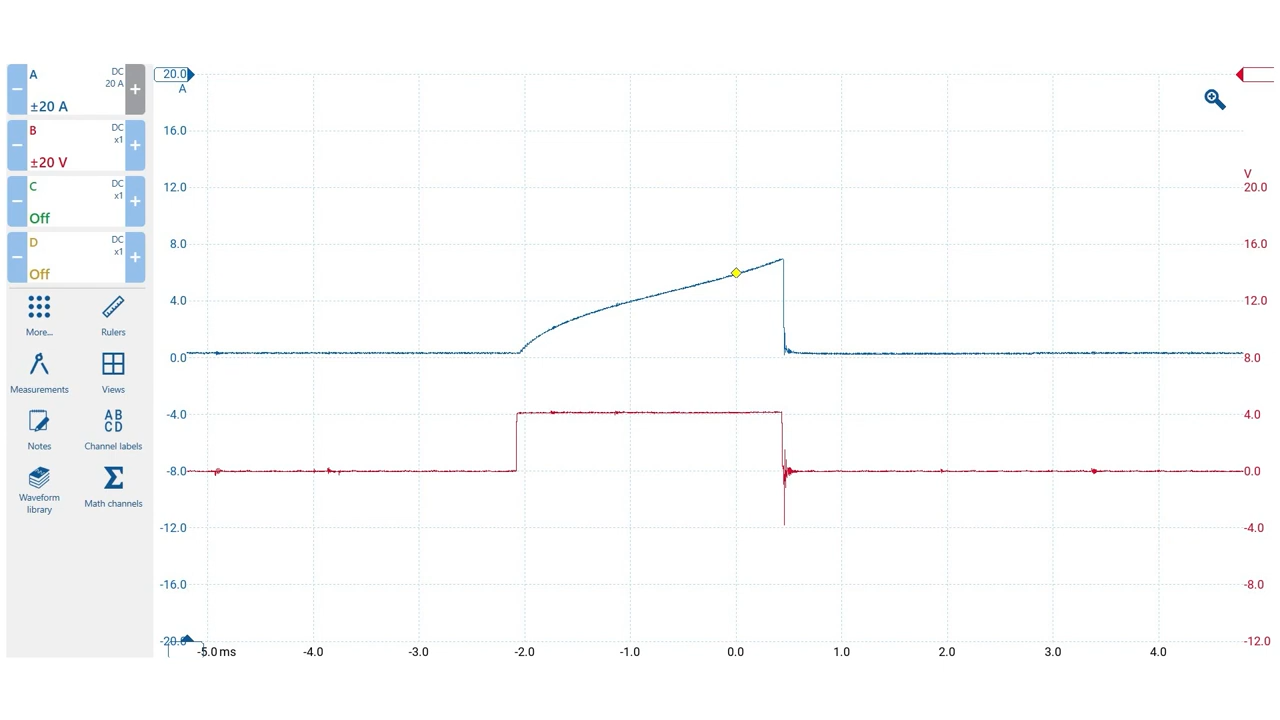 A DC
20 A
±20 A
B DC
x1
±20 V
C DC
x1
Off
D DC
x1
Off
More... Rulers
Measurements Views
A B
C D
Notes Channel labels
Waveform
library
Math channels
20.0
A
16.0
12.0
8.0
4.0
0.0
-4.0
-8.0
-12.0
-16.0
-20.0
V
20.0
16.0
12.0
8.0
4.0
0.0
-4.0
-8.0
-12.0
-5.0 ms -4.0 -3.0 -2.0 -1.0 0.0 1.0 2.0 3.0 4.0